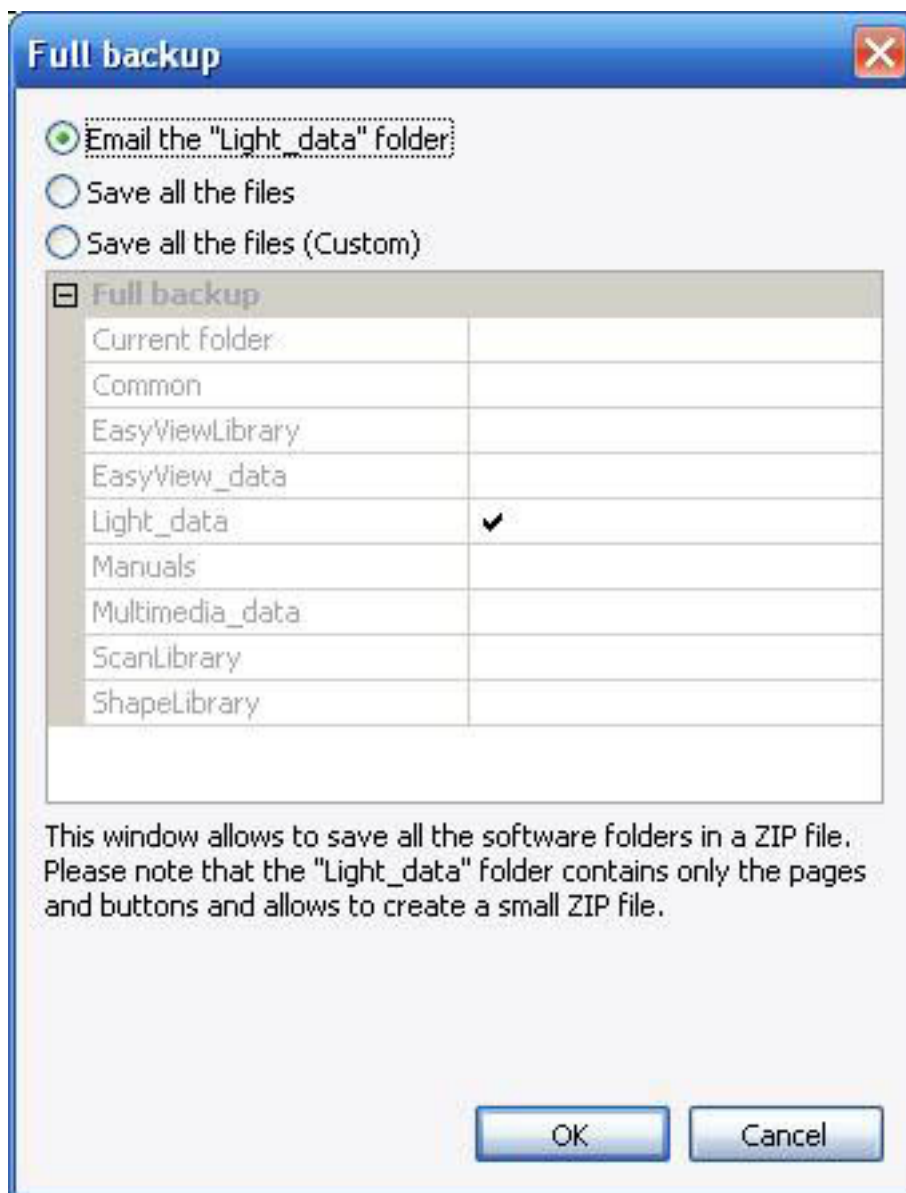 Full backup
Email the "Light_data" folder
Save all the files
Save all the files (Custom)
Full backup
Current folder
Common
EasyViewLibrary
EasyView_data
Light_data
Manuals
Multimedia_data
ScanLibrary
ShapeLibrary
This window allows to save all the software folders in a ZIP file.
Please note that the "Light_data" folder contains only the pages
and buttons and allows to create a small ZIP file.
OK Cancel